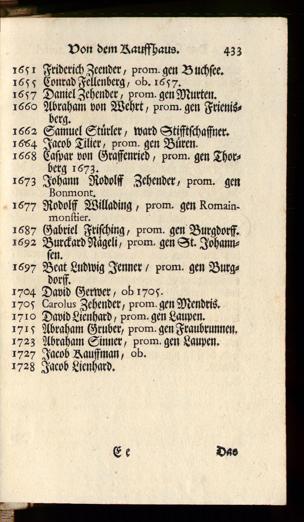 Von dem Kauffhaus. 433
1651 Friderich Zeender, prom. gen Buchsee.
1655 Conrad Fellenberg, ob. 1657.
1657 Daniel Zehender, prom. gen Murten.
1660 Abraham von Wehrt, prom. gen Frienis-
berg.
1662 Samuel Stürler, ward Stifftschaffner.
1664 Jacob Tilier, prom. gen Büren.
1668 Caspar von Graffenried, prom. gen Thor-
berg 1673.
1673 Johann Rodolff Zehender, prom. gen
Bonmont.
1677 Rodolff Willading, prom. gen Romain-
monstier.
1687 Gabriel Frisching, prom. gen Burgdorff.
1692 Burckard Nägeli, prom. gen St. Johann-
sen.
1697 Beat Ludwig Jenner / prom. gen Burg-
dorff.
1704 David Gerwer, ob 1705.
1705 Carolus Zehender, prom. gen Mendris.
1710 David Lienhard, prom. gen Laupen.
1715 Abraham Gruber, prom. gen Fraubrunnen.
1723 Abraham Sinner, prom. gen Laupen.
1727 Jacob Kauffman, ob.
1728 Jacob Lienhard.
E e Das